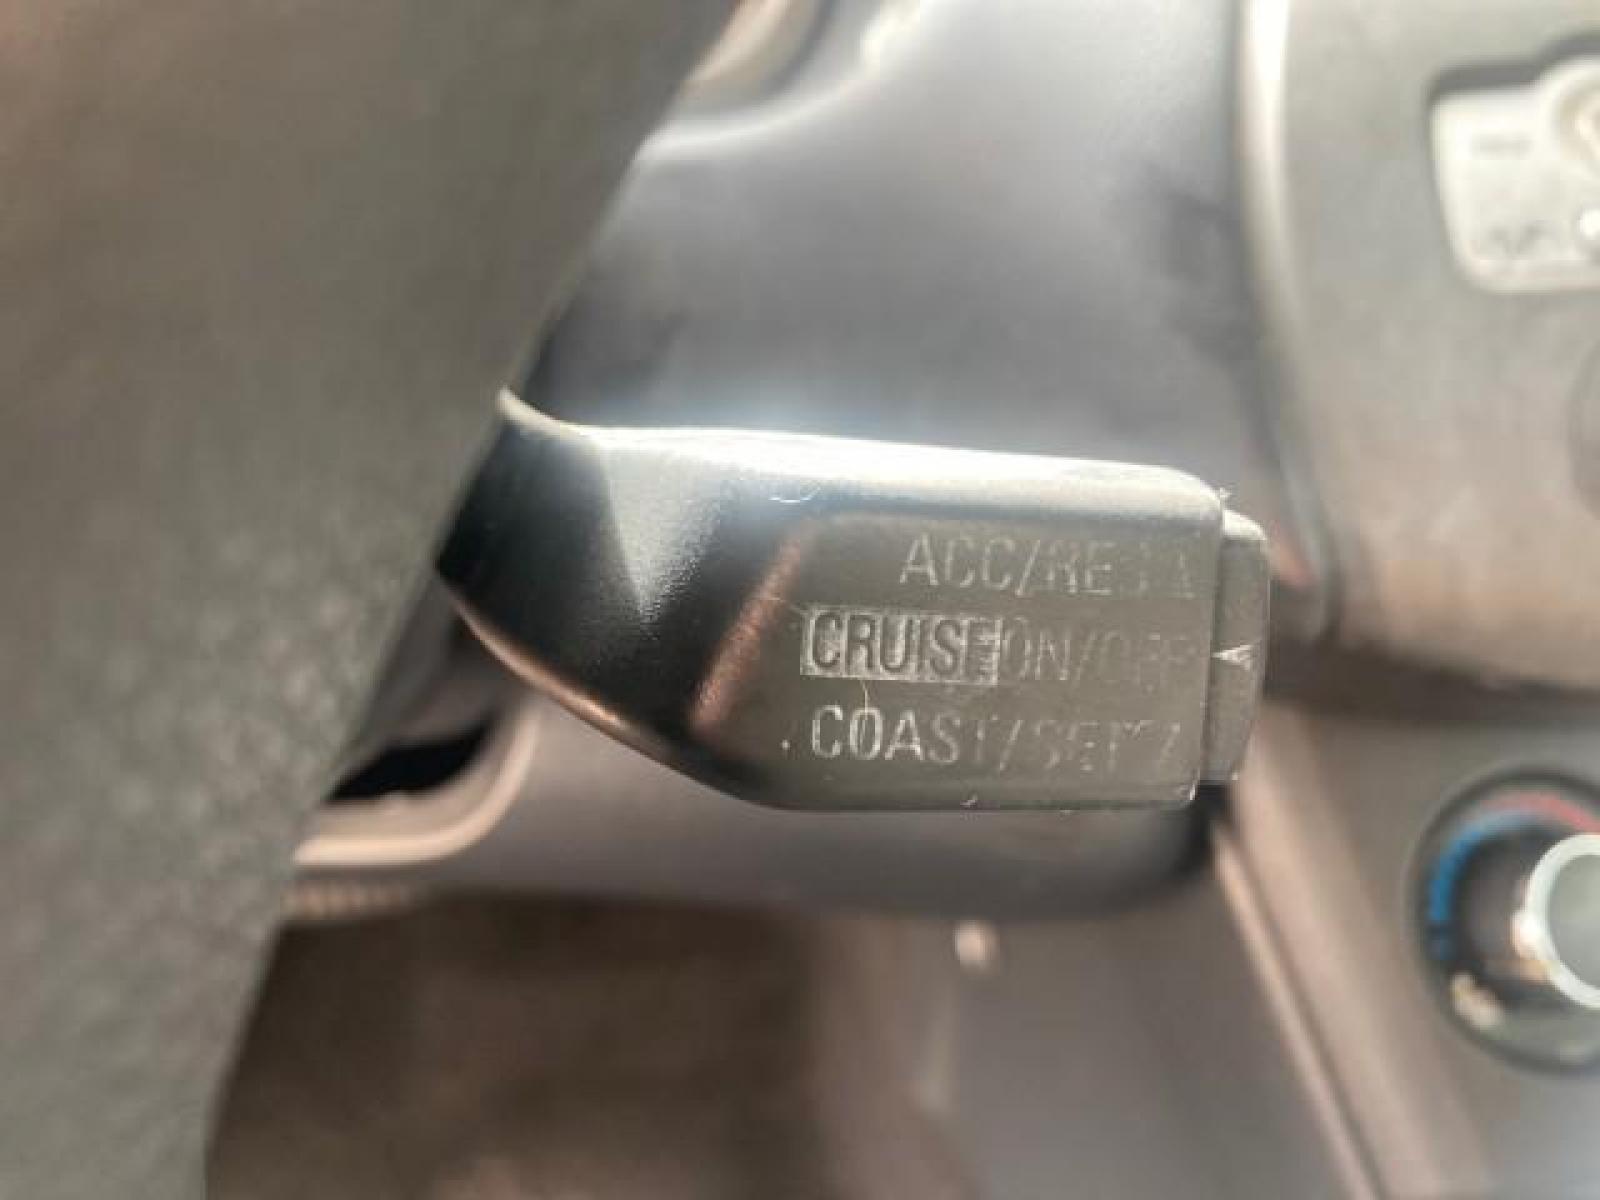 ACC/RES
CRUISE ON/OFF
COAST/SET